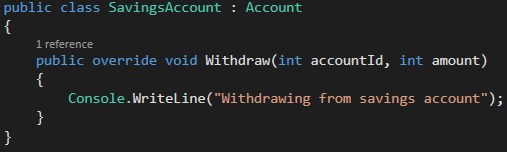 public class SavingsAccount : Account
{
1 reference
public override void Withdraw(int accountId, int amount)
{
Console.WriteLine("Withdrawing from savings account");
}
}